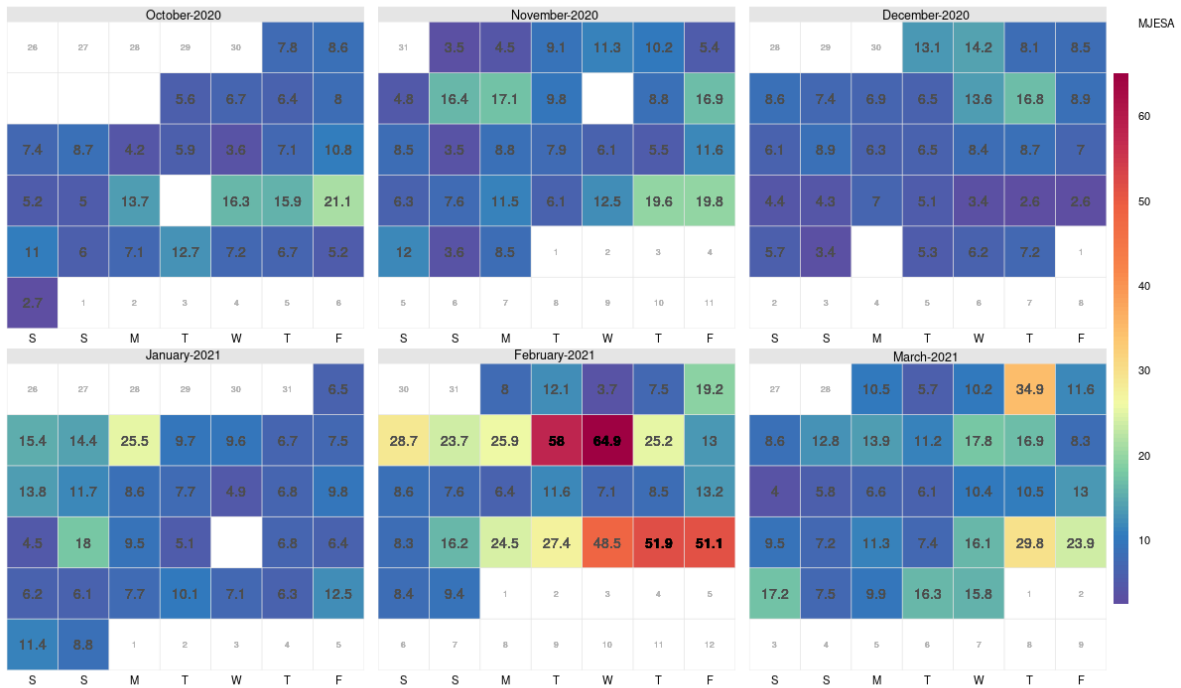 October-2020 November-2020 December-2020
MJESA
26 27 28 29 30 7.8 8.6 31 3.5 4.5 9.1 11.3 10.2 5.4 28 29 30 13.1 14.2 8.1 8.5
5.6 6.7 6.4 8 4.8 16.4 17.1 9.8 8.8 16.9 8.6 7.4 6.9 6.5 13.6 16.8 8.9
60
7.4 8.7 4.2 5.9 3.6 7.1 10.8 8.5 3.5 8.8 7.9 6.1 5.5 11.6 6.1 8.9 6.3 6.5 8.4 8.7 7
5.2 5 13.7 16.3 15.9 21.1 6.3 7.6 11.5 6.1 12.5 19.6 19.8 4.4 4.3 7 5.1 3.4 2.6 2.6
50
11 6 7.1 12.7 7.2 6.7 5.2 12 3.6 8.5 1 2 3 4 5.7 3.4 5.3 6.2 7.2 1
40
2.7 1 2 3 4 5 6 5 6 7 8 9 10 11 2 3 4 5 6 7 8
S S M T W T F S S M T W T F S S M T W T F
January-2021 February-2021 March-2021
30
26 27 28 29 30 31 6.5 30 31 8 12.1 3.7 7.5 19.2 27 28 10.5 5.7 10.2 34.9 11.6
15.4 14.4 25.5 9.7 9.6 6.7 7.5 28.7 23.7 25.9 58 64.9 25.2 13 8.6 12.8 13.9 11.2 17.8 16.9 8.3
20
13.8 11.7 8.6 7.7 4.9 6.8 9.8 8.6 7.6 6.4 11.6 7.1 8.5 13.2 4 5.8 6.6 6.1 10.4 10.5 13
4.5 18 9.5 5.1 6.8 6.4 8.3 16.2 24.5 27.4 48.5 51.9 51.1 9.5 7.2 11.3 7.4 16.1 29.8 23.9
10
6.2 6.1 7.7 10.1 7.1 6.3 12.5 8.4 9.4 1 2 3 4 5 17.2 7.5 9.9 16.3 15.8 1 2
11.4 8.8 1 2 3 4 5 6 7 8 9 10 11 12 3 4 5 6 7 8 9
S S M T W T F S S M T W T F S S M T W T F